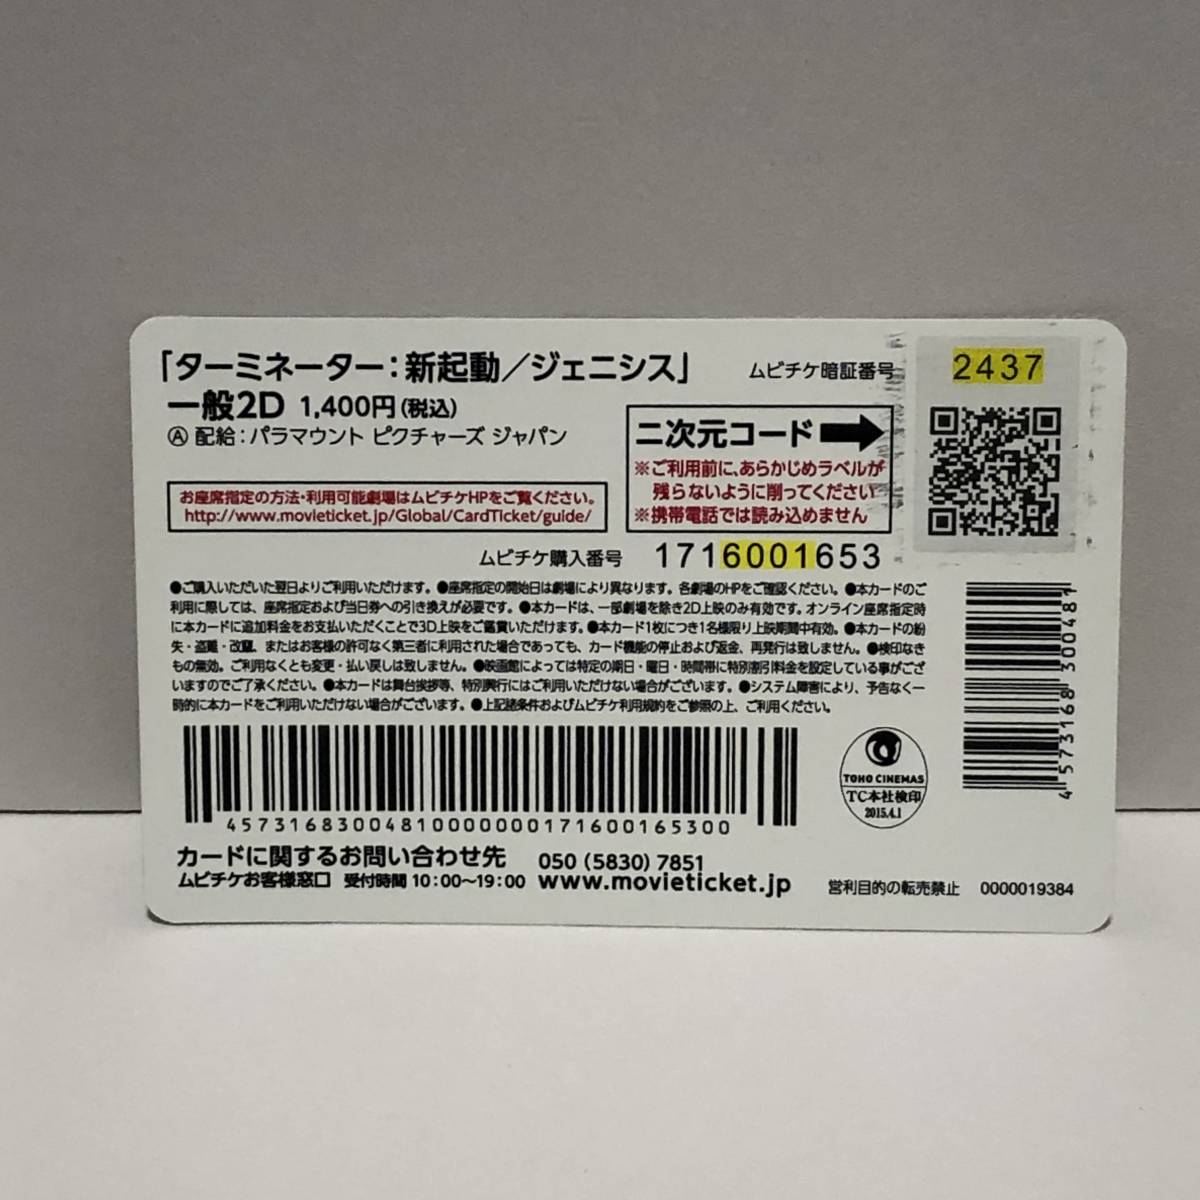 「ターミネーター：新起動／ジェニシス」
一般2D 1,400円（税込）
Ⓐ 配給：パラマウント ピクチャーズ ジャパン
ムビチケ暗証番号 2437
二次元コード
※ご利用前に、あらかじめラベルが
残らないように削ってください
※携帯電話では読み込めません
お座席指定の方法・利用可能劇場はムビチケHPをご覧ください。
http://www.movieticket.jp/Global/CardTicket/guide/
ムビチケ購入番号 1716001653
●ご購入いただいた翌日よりご利用いただけます。●座席指定の開始日は劇場により異なります。各劇場のHPをご確認ください。●本カードのご
利用に際しては、座席指定および当日券への引き換えが必要です。●本カードは、一部劇場を除き2D上映のみ有効です。オンライン座席指定時
に本カードに追加料金をお支払いただくことで3D上映をご鑑賞いただけます。●本カード1枚につき1名様限り上映期間中有効。●本カードの紛
失・盗難・改竄、またはお客様の許可なく第三者に利用された場合であっても、カード機能の停止および返金、再発行は致しません。●検印なき
もの無効。ご利用なくとも変更・払い戻しは致しません。●映画館によっては特定の期日・曜日・時間帯に特別割引料金を設定している事がござ
いますのでご了承ください。●本カードは舞台挨拶等、特別興行にはご利用いただけない場合がございます。●システム障害により、予告なく一
時的に本カードをご利用いただけない場合がございます。●上記諸条件およびムビチケ利用規約をご参照の上、ご利用ください。
4 573168 300481
45731683004810000000171600165300
TOHO CINEMAS
TC本社検印
2015.4.1
カードに関するお問い合わせ先 050 (5830) 7851
ムビチケお客様窓口 受付時間 10:00～19:00 www.movieticket.jp
営利目的の転売禁止 0000019384